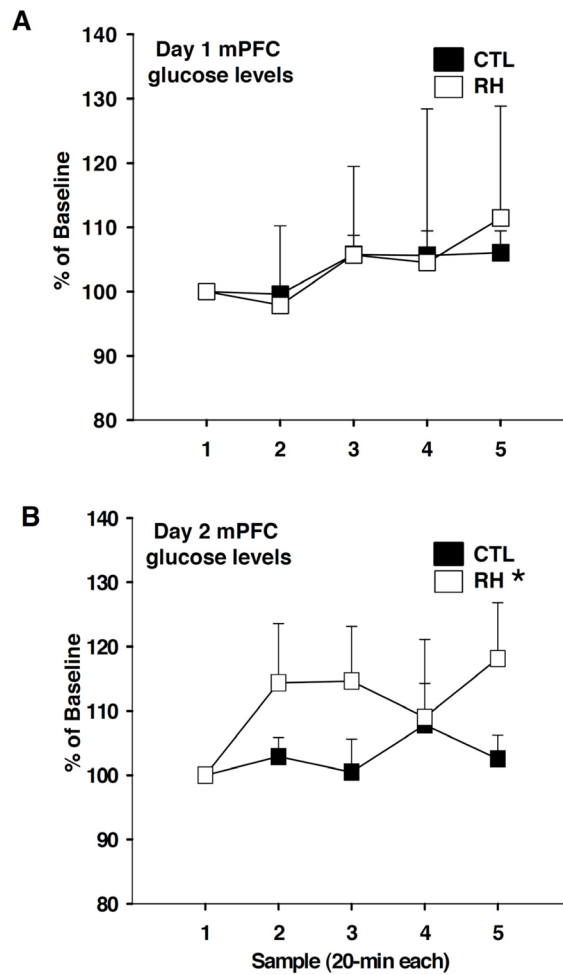 A
Day 1 mPFC
glucose levels
CTL
RH
% of Baseline
140
130
120
110
100
90
80
1 2 3 4 5
B
Day 2 mPFC
glucose levels
CTL
RH *
% of Baseline
140
130
120
110
100
90
80
1 2 3 4 5
Sample (20-min each)